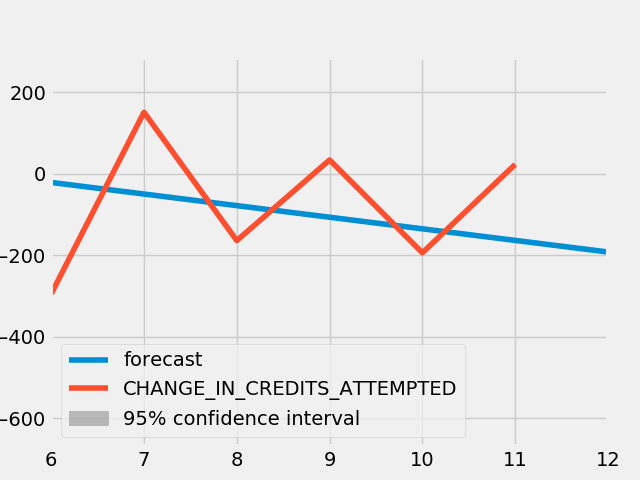 200
0
−200
−400
−600
forecast
CHANGE_IN_CREDITS_ATTEMPTED
95% confidence interval
6 7 8 9 10 11 12